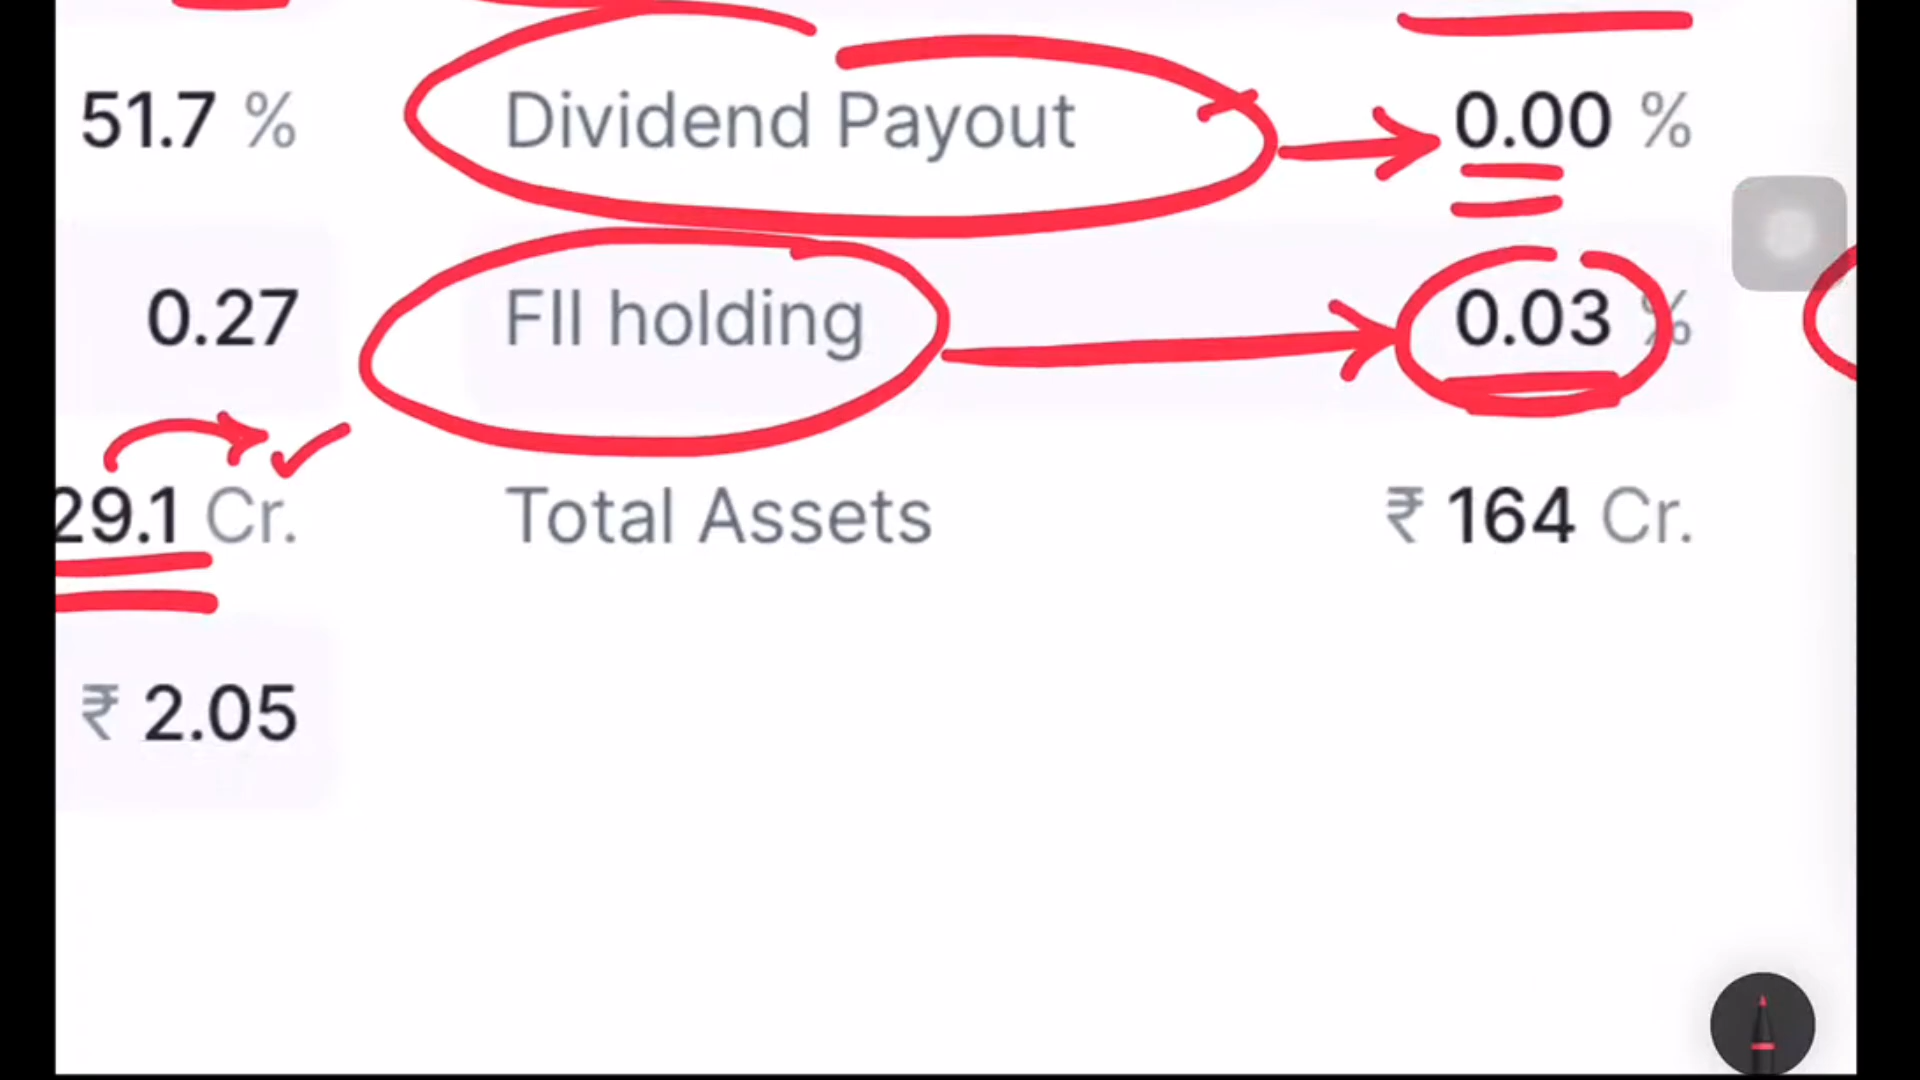 51.7 % Dividend Payout 0.00 %
0.27 FII holding 0.03 %
29.1 Cr. Total Assets ₹ 164 Cr.
₹ 2.05